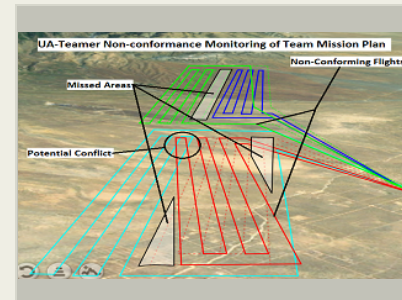 UA-Teamer Non-conformance Monitoring of Team Mission Plan
Non-Conforming Flights
Missed Areas
Potential Conflict